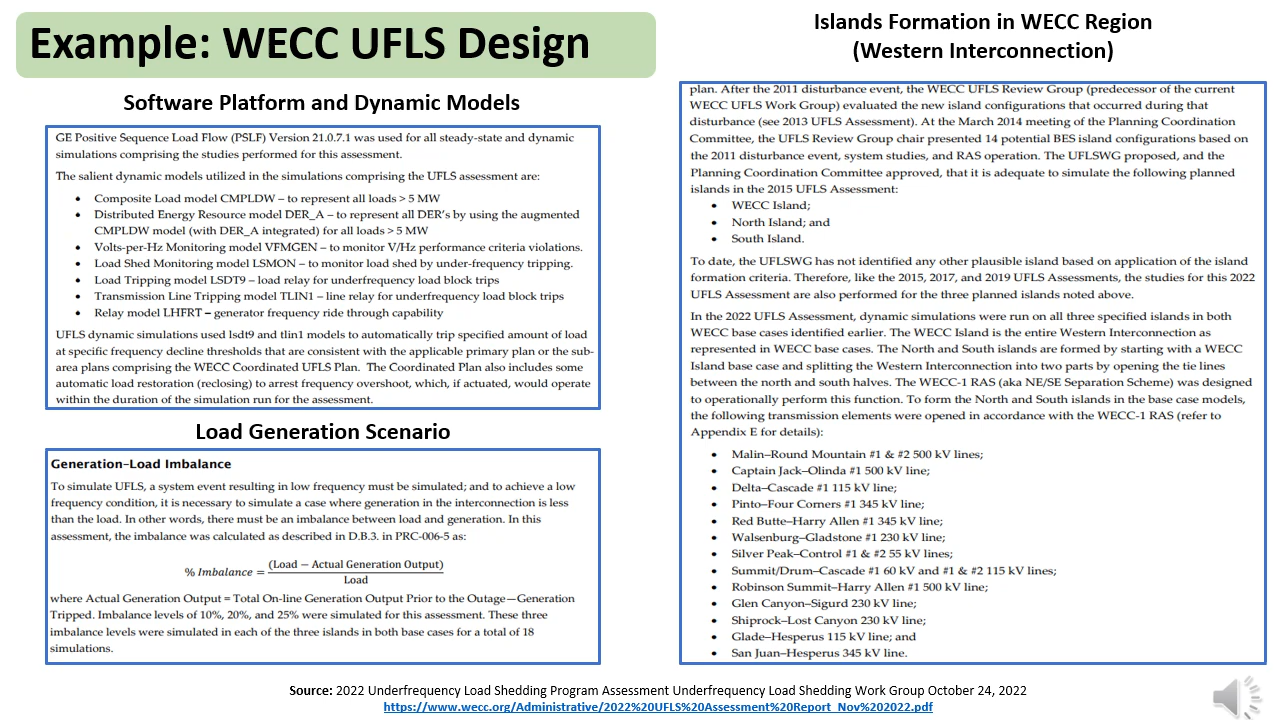 Example: WECC UFLS Design
Software Platform and Dynamic Models
GE Positive Sequence Load Flow (PSLF) Version 21.0.7.1 was used for all steady-state and dynamic
simulations comprising the studies performed for this assessment.
The salient dynamic models utilized in the simulations comprising the UFLS assessment are:
• Composite Load model CMPLDW – to represent all loads > 5 MW
• Distributed Energy Resource model DER_A – to represent all DER's by using the augmented
CMPLDW model (with DER_A integrated) for all loads > 5 MW
• Volts-per-Hz Monitoring model VFMGEN – to monitor V/Hz performance criteria violations.
• Load Shed Monitoring model LSMON – to monitor load shed by under-frequency tripping.
• Load Tripping model LSDT9 – load relay for underfrequency load block trips
• Transmission Line Tripping model TLIN1 – line relay for underfrequency load block trips
• Relay model LHFRT – generator frequency ride through capability
UFLS dynamic simulations used lsdt9 and tlin1 models to automatically trip specified amount of load
at specific frequency decline thresholds that are consistent with the applicable primary plan or the sub-
area plans comprising the WECC Coordinated UFLS Plan. The Coordinated Plan also includes some
automatic load restoration (reclosing) to arrest frequency overshoot, which, if actuated, would operate
within the duration of the simulation run for the assessment.
Load Generation Scenario
Generation–Load Imbalance
To simulate UFLS, a system event resulting in low frequency must be simulated; and to achieve a low
frequency condition, it is necessary to simulate a case where generation in the interconnection is less
than the load. In other words, there must be an imbalance between load and generation. In this
assessment, the imbalance was calculated as described in D.B.3. in PRC-006-5 as:
% Imbalance = (Load − Actual Generation Output)
Load
where Actual Generation Output = Total On-line Generation Output Prior to the Outage—Generation
Tripped. Imbalance levels of 10%, 20%, and 25% were simulated for this assessment. These three
imbalance levels were simulated in each of the three islands in both base cases for a total of 18
simulations.
Islands Formation in WECC Region
(Western Interconnection)
plan. After the 2011 disturbance event, the WECC UFLS Review Group (predecessor of the current
WECC UFLS Work Group) evaluated the new island configurations that occurred during that
disturbance (see 2013 UFLS Assessment). At the March 2014 meeting of the Planning Coordination
Committee, the UFLS Review Group chair presented 14 potential BES island configurations based on
the 2011 disturbance event, system studies, and RAS operation. The UFLSWG proposed, and the
Planning Coordination Committee approved, that it is adequate to simulate the following planned
islands in the 2015 UFLS Assessment:
• WECC Island;
• North Island; and
• South Island.
To date, the UFLSWG has not identified any other plausible island based on application of the island
formation criteria. Therefore, like the 2015, 2017, and 2019 UFLS Assessments, the studies for this 2022
UFLS Assessment are also performed for the three planned islands noted above.
In the 2022 UFLS Assessment, dynamic simulations were run on all three specified islands in both
WECC base cases identified earlier. The WECC Island is the entire Western Interconnection as
represented in WECC base cases. The North and South islands are formed by starting with a WECC
Island base case and splitting the Western Interconnection into two parts by opening the tie lines
between the north and south halves. The WECC-1 RAS (aka NE/SE Separation Scheme) was designed
to operationally perform this function. To form the North and South islands in the base case models,
the following transmission elements were opened in accordance with the WECC-1 RAS (refer to
Appendix E for details):
• Malin–Round Mountain #1 & #2 500 kV lines;
• Captain Jack–Olinda #1 500 kV line;
• Delta–Cascade #1 115 kV line;
• Pinto–Four Corners #1 345 kV line;
• Red Butte–Harry Allen #1 345 kV line;
• Walsenburg–Gladstone #1 230 kV line;
• Silver Peak–Control #1 & #2 55 kV lines;
• Summit/Drum–Cascade #1 60 kV and #1 & #2 115 kV lines;
• Robinson Summit–Harry Allen #1 500 kV line;
• Glen Canyon–Sigurd 230 kV line;
• Shiprock–Lost Canyon 230 kV line;
• Glade–Hesperus 115 kV line; and
• San Juan–Hesperus 345 kV line.
Source: 2022 Underfrequency Load Shedding Program Assessment Underfrequency Load Shedding Work Group October 24, 2022
https://www.wecc.org/Administrative/2022%20UFLS%20Assessment%20Report_Nov%202022.pdf